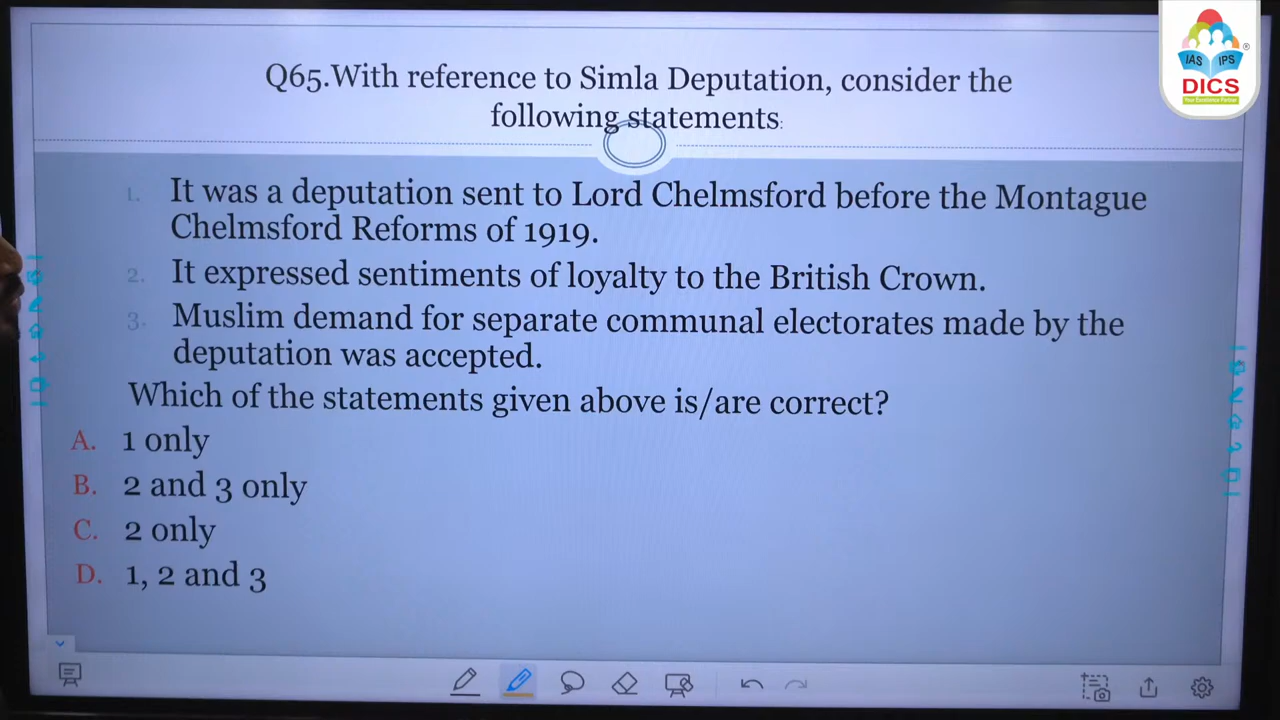 IAS IPS
DICS
Your Excellence Partner
Q65.With reference to Simla Deputation, consider the
following statements:
1. It was a deputation sent to Lord Chelmsford before the Montague
Chelmsford Reforms of 1919.
2. It expressed sentiments of loyalty to the British Crown.
3. Muslim demand for separate communal electorates made by the
deputation was accepted.
Which of the statements given above is/are correct?
A. 1 only
B. 2 and 3 only
C. 2 only
D. 1, 2 and 3